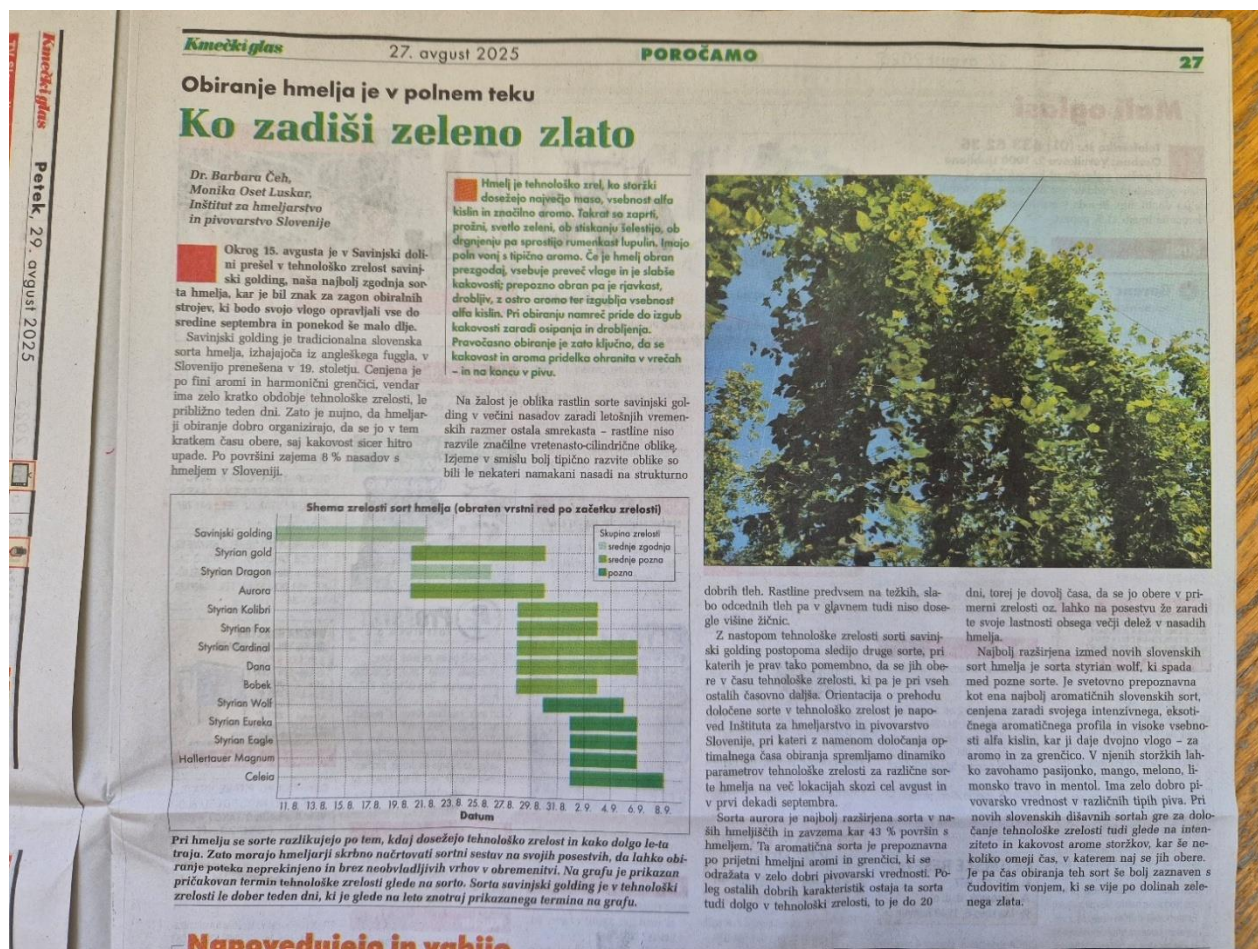 Kmečki glas
Petek, 29. avgust 2025
Kmečki glas
27. avgust 2025
POROČAMO
27
Obiranje hmelja je v polnem teku
Ko zadiši zeleno zlato
Dr. Barbara Čeh,
Monika Oset Luskar,
Inštitut za hmeljarstvo
in pivovarstvo Slovenije
Okrog 15. avgusta je v Savinjski doli-
ni prešel v tehnološko zrelost savinj-
ski golding, naša najbolj zgodnja sor-
ta hmelja, kar je bil znak za zagon obiralnih
strojev, ki bodo svojo vlogo opravljali vse do
sredine septembra in ponekod še malo dlje.
Savinjski golding je tradicionalna slovenska
sorta hmelja, izhajajoča iz angleškega fuggla, v
Slovenijo prenešena v 19. stoletju. Cenjena je
po fini aromi in harmonični grenčici, vendar
ima zelo kratko obdobje tehnološke zrelosti, le
približno teden dni. Zato je nujno, da hmeljar-
ji obiranje dobro organizirajo, da se jo v tem
kratkem času obere, saj kakovost sicer hitro
upade. Po površini zajema 8 % nasadov s
hmeljem v Sloveniji.
Hmelj je tehnološko zrel, ko storžki
dosežejo največjo maso, vsebnost alfa
kislin in značilno aromo. Takrat so zaprti,
prožni, svetlo zeleni, ob stiskanju šelestijo, ob
drgnjenju pa sprostijo rumenkast lupulin. Imajo
poln vonj s tipično aromo. Če je hmelj obran
prezgodaj, vsebuje preveč vlage in je slabše
kakovosti; prepozno obran pa je rjavkast,
drobljiv, z ostro aromo ter izgublja vsebnost
alfa kislin. Pri obiranju namreč pride do izgub
kakovosti zaradi osipanja in drobljenja.
Pravočasno obiranje je zato ključno, da se
kakovost in aroma pridelka ohranita v vrečah
– in na koncu v pivu.
Na žalost je oblika rastlin sorte savinjski gol-
ding v večini nasadov zaradi letošnjih vremen-
skih razmer ostala smrekasta – rastline niso
razvile značilne vretenasto-cilindrične oblike.
Izjeme v smislu bolj tipično razvite oblike so
bili le nekateri namakani nasadi na strukturno
Shema zrelosti sort hmelja (obraten vrstni red po začetku zrelosti)
Savinjski golding
Styrian gold
Styrian Dragon
Aurora
Styrian Kolibri
Styrian Fox
Styrian Cardinal
Dana
Bobek
Styrian Wolf
Styrian Eureka
Styrian Eagle
Hallertauer Magnum
Celeia
Skupina zrelosti
srednje zgodnja
srednje pozna
pozna
11. 8. 13. 8. 15. 8. 17. 8. 19. 8. 21. 8. 23. 8. 25. 8. 27. 8. 29. 8. 31. 8. 2. 9. 4. 9. 6. 9. 8. 9.
Datum
Pri hmelju se sorte razlikujejo po tem, kdaj dosežejo tehnološko zrelost in kako dolgo le-ta
traja. Zato morajo hmeljarji skrbno načrtovati sortni sestav na svojih posestvih, da lahko obi-
ranje poteka neprekinjeno in brez neobvladljivih vrhov v obremenitvi. Na grafu je prikazan
pričakovan termin tehnološke zrelosti glede na sorto. Sorta savinjski golding je v tehnološki
zrelosti le dober teden dni, ki je glede na leto znotraj prikazanega termina na grafu.
dobrih tleh. Rastline predvsem na težkih, sla-
bo odcednih tleh pa v glavnem tudi niso dose-
gle višine žičnic.
Z nastopom tehnološke zrelosti sorti savinj-
ski golding postopoma sledijo druge sorte, pri
katerih je prav tako pomembno, da se jih obe-
re v času tehnološke zrelosti, ki pa je pri vseh
ostalih časovno daljša. Orientacija o prehodu
določene sorte v tehnološko zrelost je napo-
ved Inštituta za hmeljarstvo in pivovarstvo
Slovenije, pri kateri z namenom določanja op-
timalnega časa obiranja spremljamo dinamiko
parametrov tehnološke zrelosti za različne sor-
te hmelja na več lokacijah skozi cel avgust in
v prvi dekadi septembra.
Sorta aurora je najbolj razširjena sorta v na-
ših hmeljiščih in zavzema kar 43 % površin s
hmeljem. Ta aromatična sorta je prepoznavna
po prijetni hmeljni aromi in grenčici, ki se
odražata v zelo dobri pivovarski vrednosti. Po-
leg ostalih dobrih karakteristik ostaja ta sorta
tudi dolgo v tehnološki zrelosti, to je do 20
dni, torej je dovolj časa, da se jo obere v pri-
merni zrelosti oz. lahko na posestvu že zaradi
te svoje lastnosti obsega večji delež v nasadih
hmelja.
Najbolj razširjena izmed novih slovenskih
sort hmelja je sorta styrian wolf, ki spada
med pozne sorte. Je svetovno prepoznavna
kot ena najbolj aromatičnih slovenskih sort,
cenjena zaradi svojega intenzivnega, eksoti-
čnega aromatičnega profila in visoke vsebno-
sti alfa kislin, kar ji daje dvojno vlogo – za
aromo in za grenčico. V njenih storžkih lah-
ko zavohamo pasijonko, mango, melono, li-
monsko travo in mentol. Ima zelo dobro pi-
vovarsko vrednost v različnih tipih piva. Pri
novih slovenskih dišavnih sortah gre za dolo-
čanje tehnološke zrelosti tudi glede na inten-
ziteto in kakovost arome storžkov, kar še ne-
koliko omeji čas, v katerem naj se jih obere.
Je pa čas obiranja teh sort še bolj zaznaven s
čudovitim vonjem, ki se vije po dolinah zele-
nega zlata.
Napovedujejo in vabijo